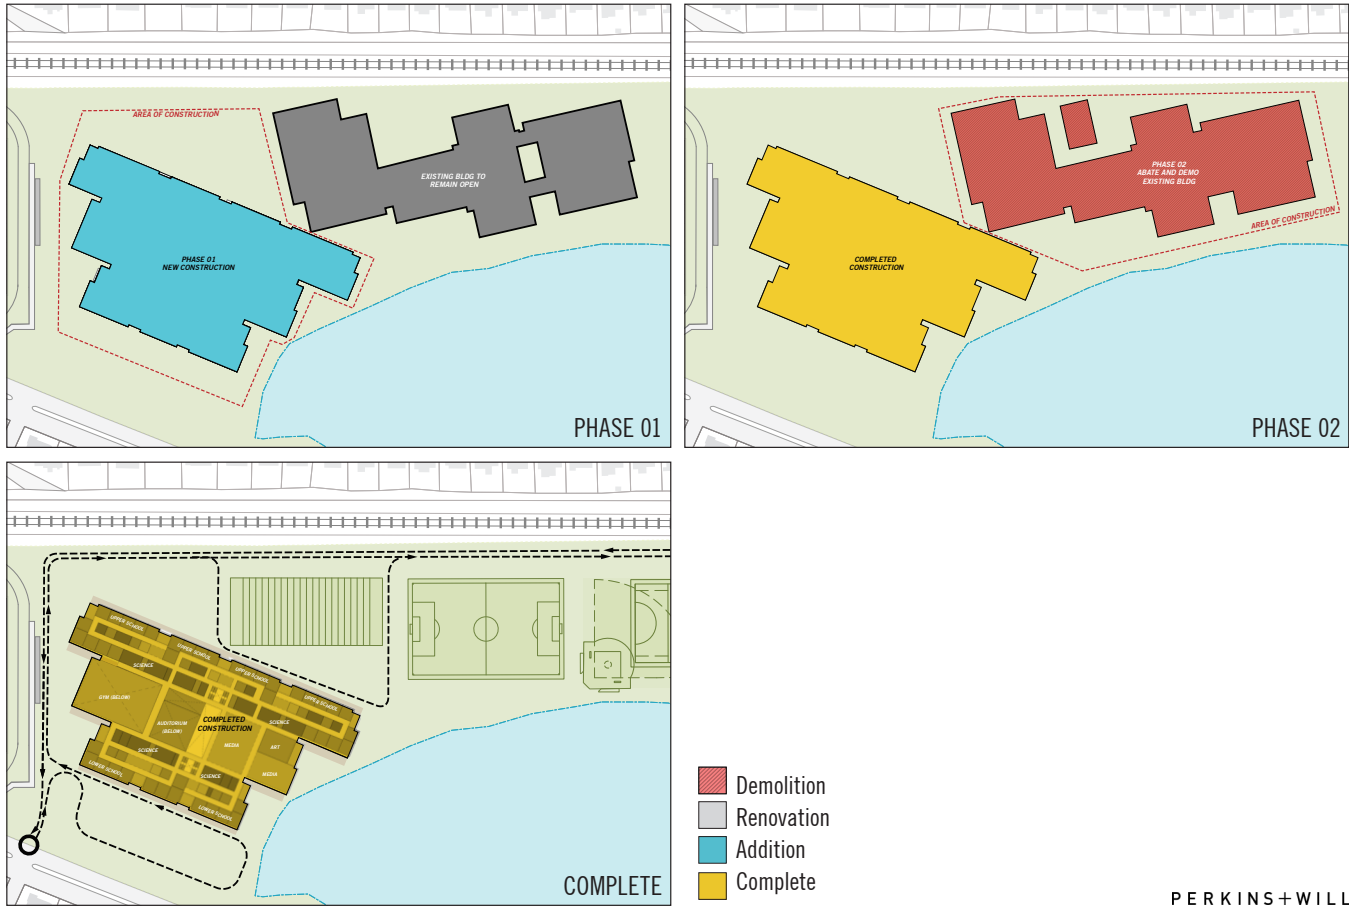 AREA OF CONSTRUCTION
EXISTING BLDG TO
REMAIN OPEN
PHASE 01
NEW CONSTRUCTION
PHASE 01
PHASE 02
ABATE AND DEMO
EXISTING BLDG
AREA OF CONSTRUCTION
COMPLETED
CONSTRUCTION
PHASE 02
UPPER SCHOOL
UPPER SCHOOL
UPPER SCHOOL
UPPER SCHOOL
SCIENCE
GYM (BELOW)
AUDITORIUM
(BELOW)
COMPLETED
CONSTRUCTION
SCIENCE
MEDIA
ART
SCIENCE
LOWER SCHOOL
SCIENCE
MEDIA
LOWER SCHOOL
COMPLETE
Demolition
Renovation
Addition
Complete
PERKINS+WILL